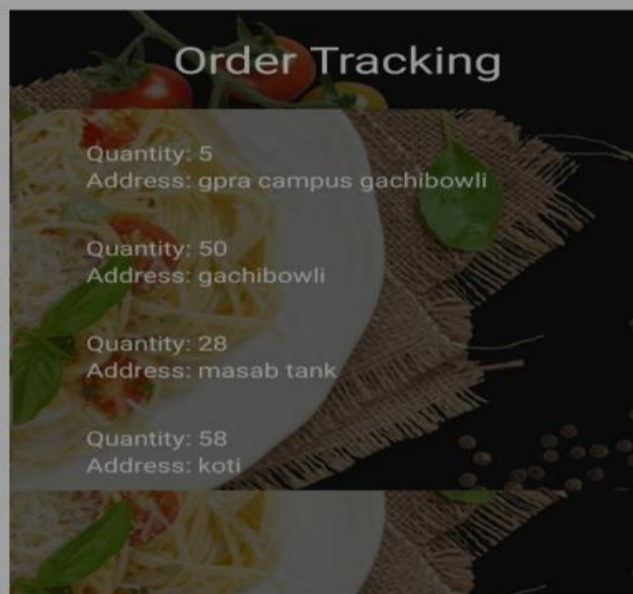 Order Tracking
Quantity: 5
Address: gpra campus gachibowli
Quantity: 50
Address: gachibowli
Quantity: 28
Address: masab tank
Quantity: 58
Address: koti